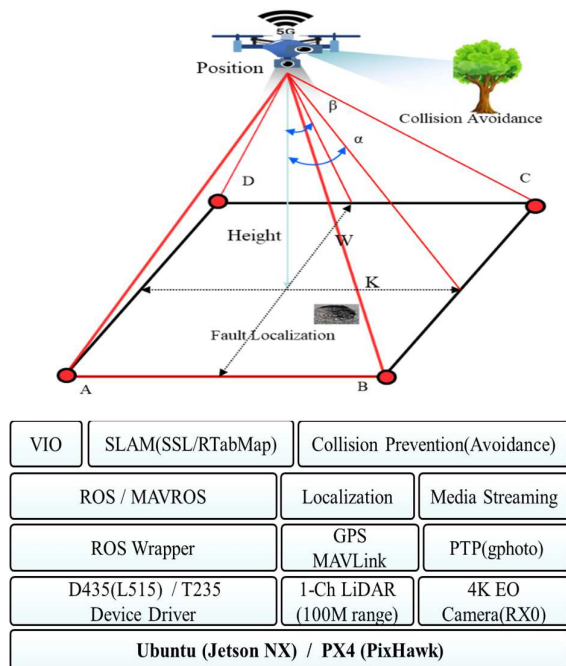 5G
Position
β
α
Collision Avoidance
C
D
Height
W
K
Fault Localization
A
B
VIO
SLAM(SSL/RTabMap)
Collision Prevention(Avoidance)
ROS / MAVROS
Localization
Media Streaming
ROS Wrapper
GPS
MAVLink
PTP(gphoto)
D435(L515) / T235
Device Driver
1-Ch LiDAR
(100M range)
4K EO
Camera(RX0)
Ubuntu (Jetson NX) / PX4 (PixHawk)